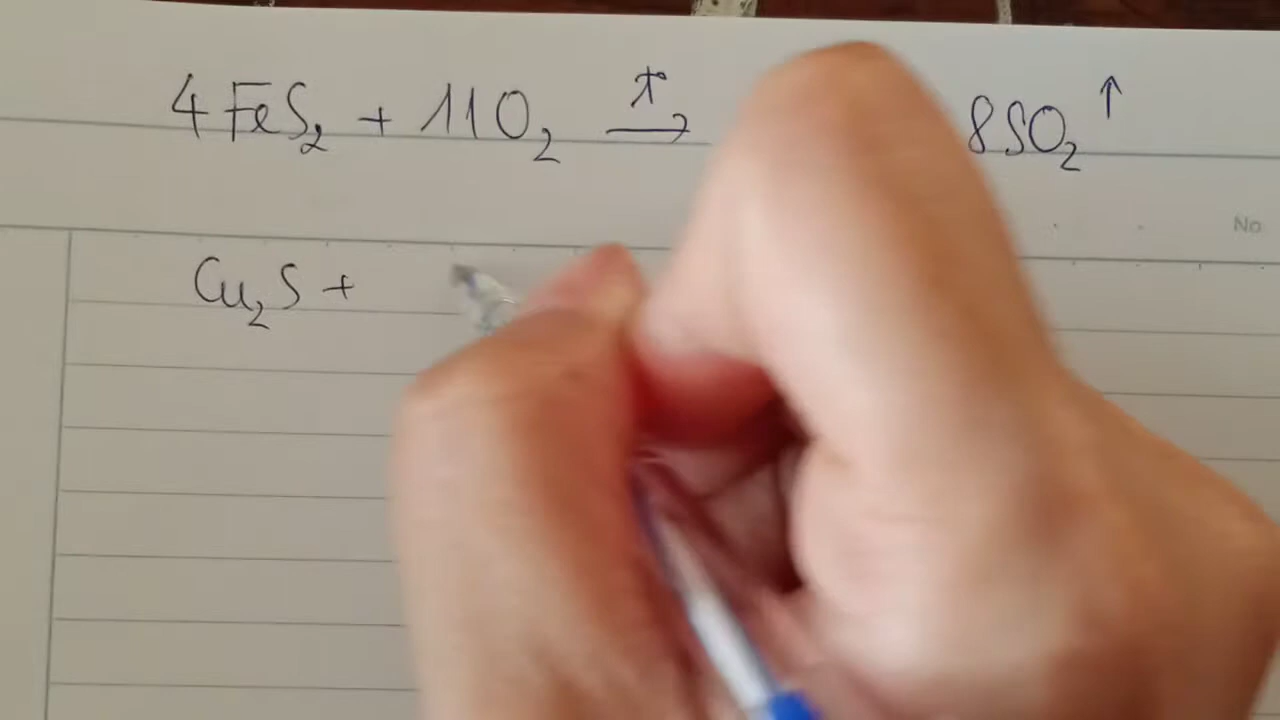 4FeS₂ + 11O₂ →t° 8SO₂↑
No
Cu₂S +